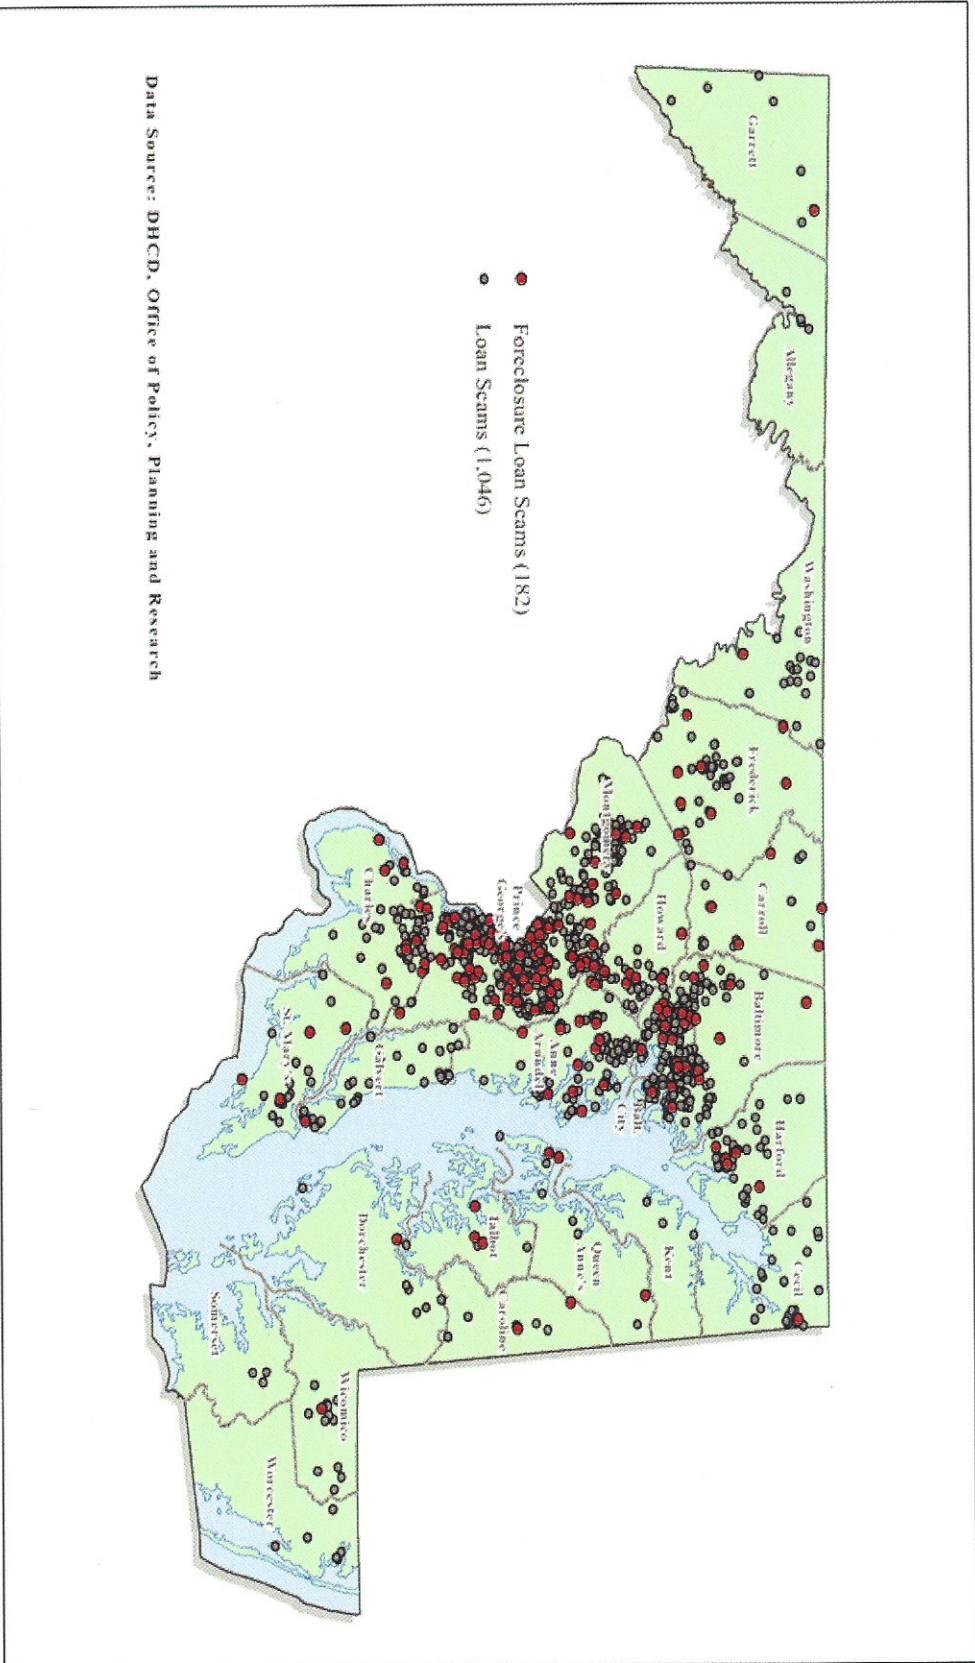 Garrett
Allegany
Washington
Frederick
Carroll
Baltimore
Harford
Cecil
Montgomery
Howard
Balt.
City
Kent
Prince
George's
Anne
Arundel
Queen
Anne's
Talbot
Caroline
Charles
Calvert
St. Mary's
Dorchester
Wicomico
Somerset
Worcester
Foreclosure Loan Scams (182)
Loan Scams (1,046)
Data Source: DHCD, Office of Policy, Planning and Research